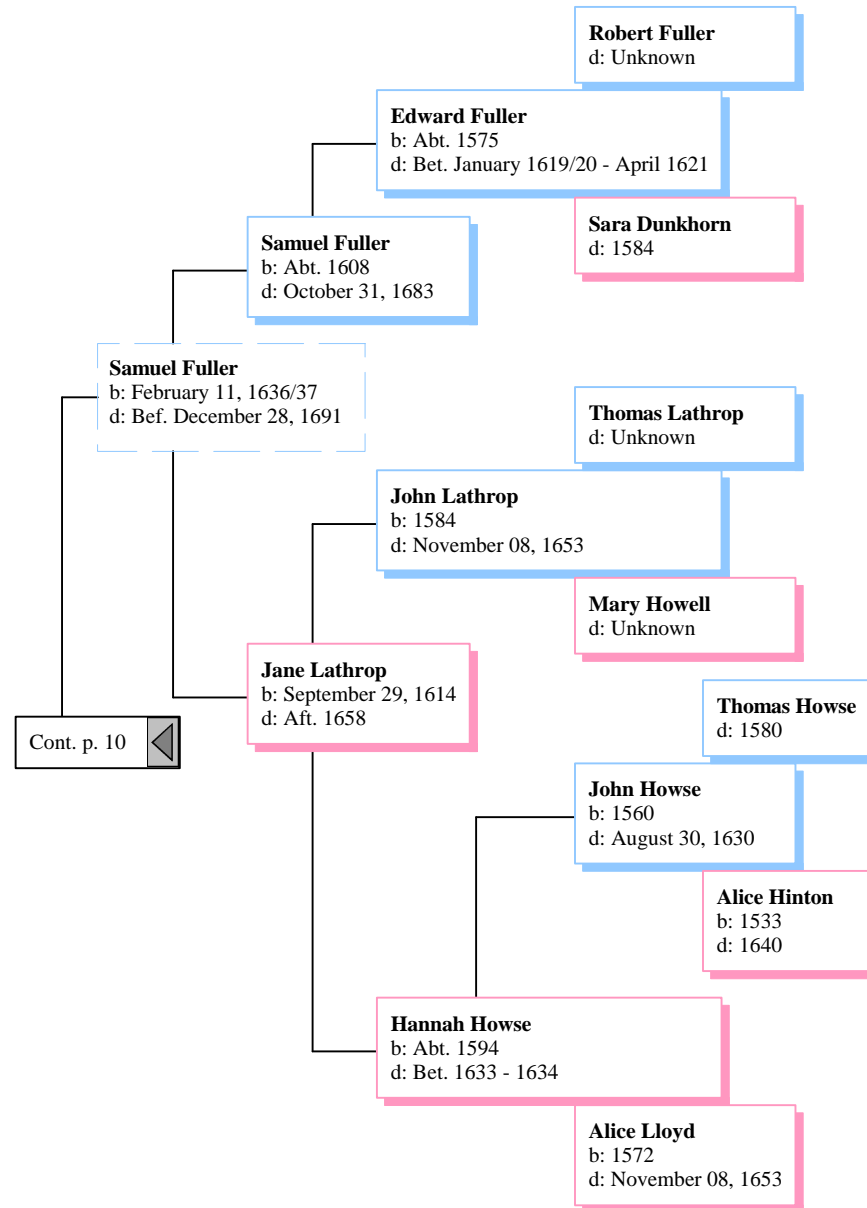 Robert Fuller
d: Unknown
Edward Fuller
b: Abt. 1575
d: Bet. January 1619/20 - April 1621
Sara Dunkhorn
d: 1584
Samuel Fuller
b: Abt. 1608
d: October 31, 1683
Samuel Fuller
b: February 11, 1636/37
d: Bef. December 28, 1691
Thomas Lathrop
d: Unknown
John Lathrop
b: 1584
d: November 08, 1653
Mary Howell
d: Unknown
Jane Lathrop
b: September 29, 1614
d: Aft. 1658
Cont. p. 10
Thomas Howse
d: 1580
John Howse
b: 1560
d: August 30, 1630
Alice Hinton
b: 1533
d: 1640
Hannah Howse
b: Abt. 1594
d: Bet. 1633 - 1634
Alice Lloyd
b: 1572
d: November 08, 1653